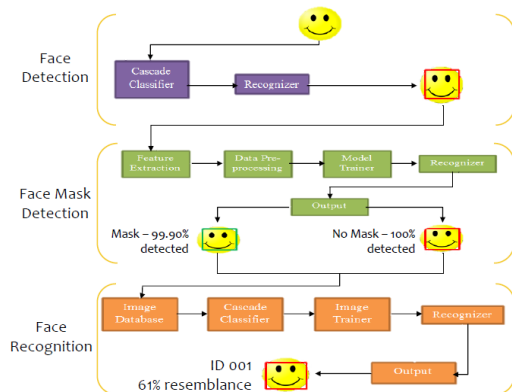 Face
Detection
Cascade
Classifier
Recognizer
Face Mask
Detection
Feature
Extraction
Data Pre-
processing
Model
Trainer
Recognizer
Output
Mask – 99.90%
detected
No Mask – 100%
detected
Face
Recognition
Image
Database
Cascade
Classifier
Image
Trainer
Recognizer
Output
ID 001
61% resemblance